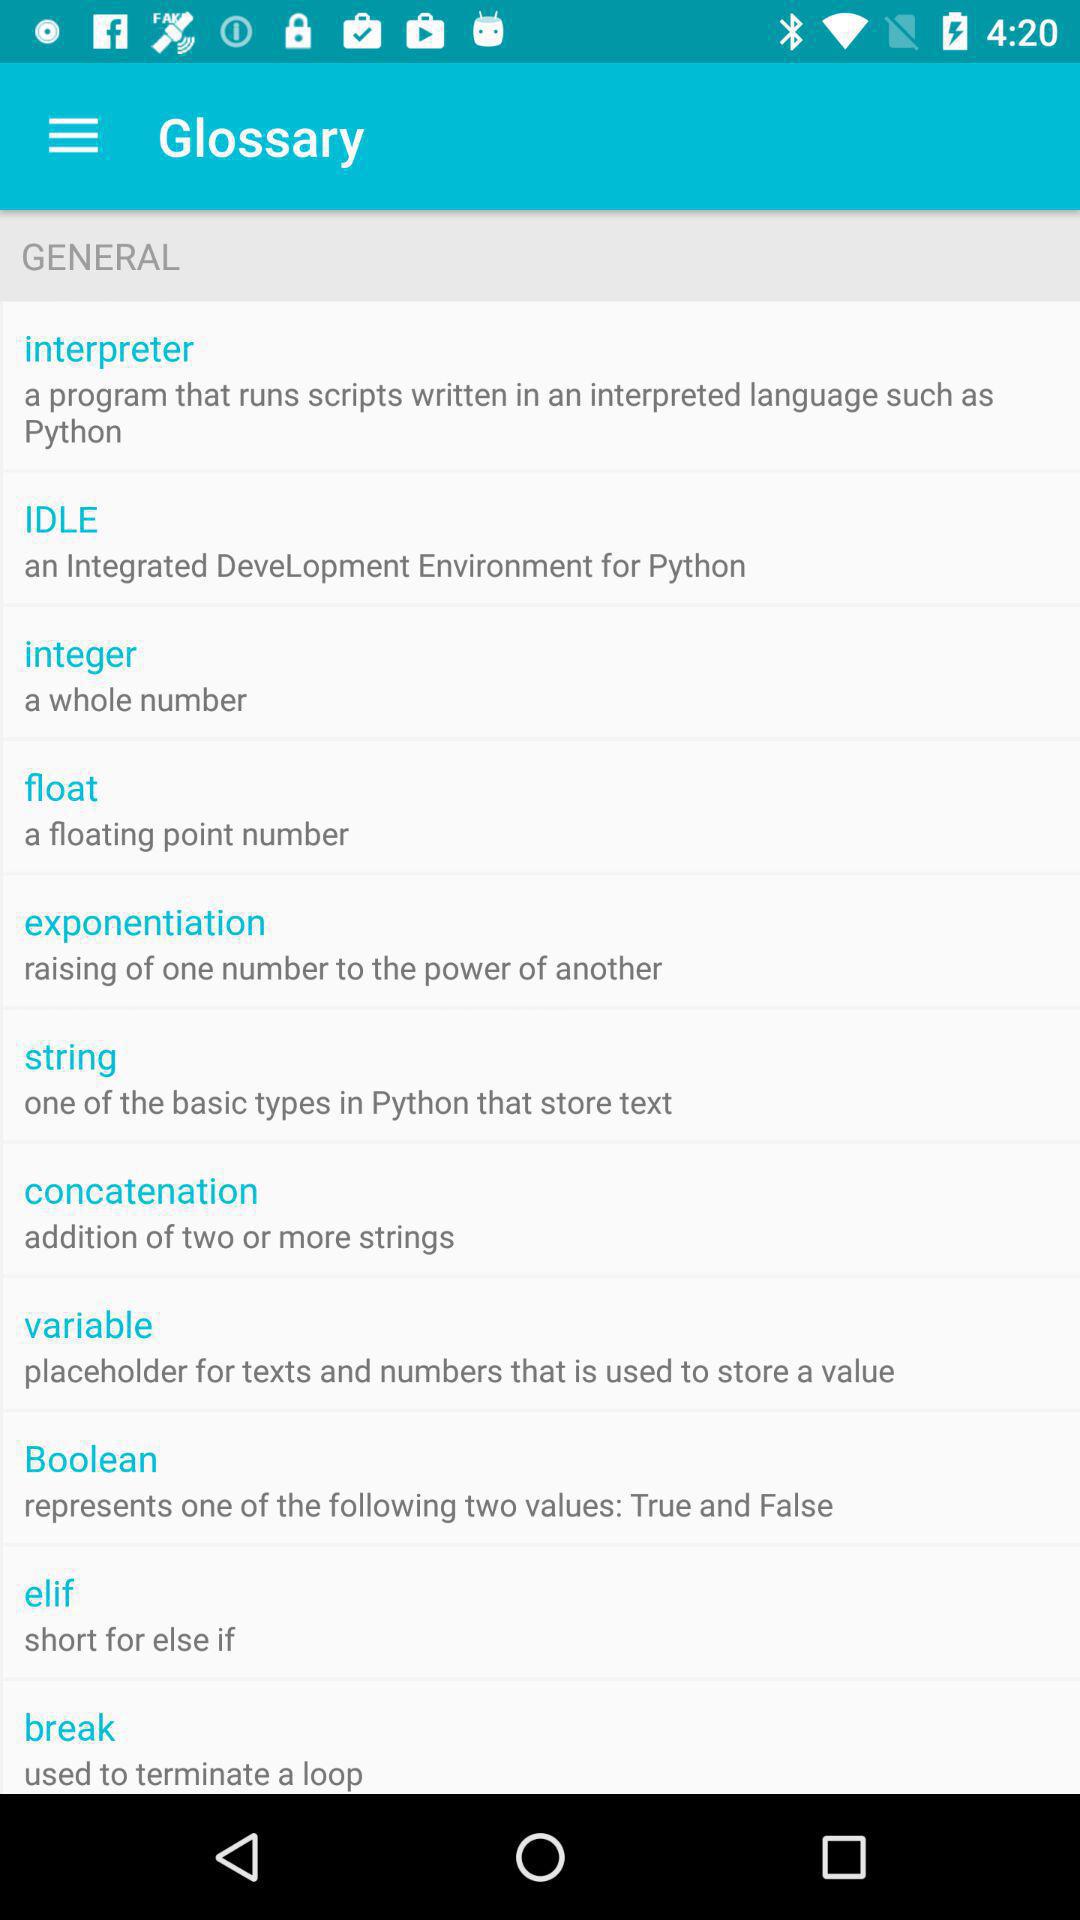 FAKE
4:20
Glossary
GENERAL
interpreter
a program that runs scripts written in an interpreted language such as
Python
IDLE
an Integrated DeveLopment Environment for Python
integer
a whole number
float
a floating point number
exponentiation
raising of one number to the power of another
string
one of the basic types in Python that store text
concatenation
addition of two or more strings
variable
placeholder for texts and numbers that is used to store a value
Boolean
represents one of the following two values: True and False
elif
short for else if
break
used to terminate a loop